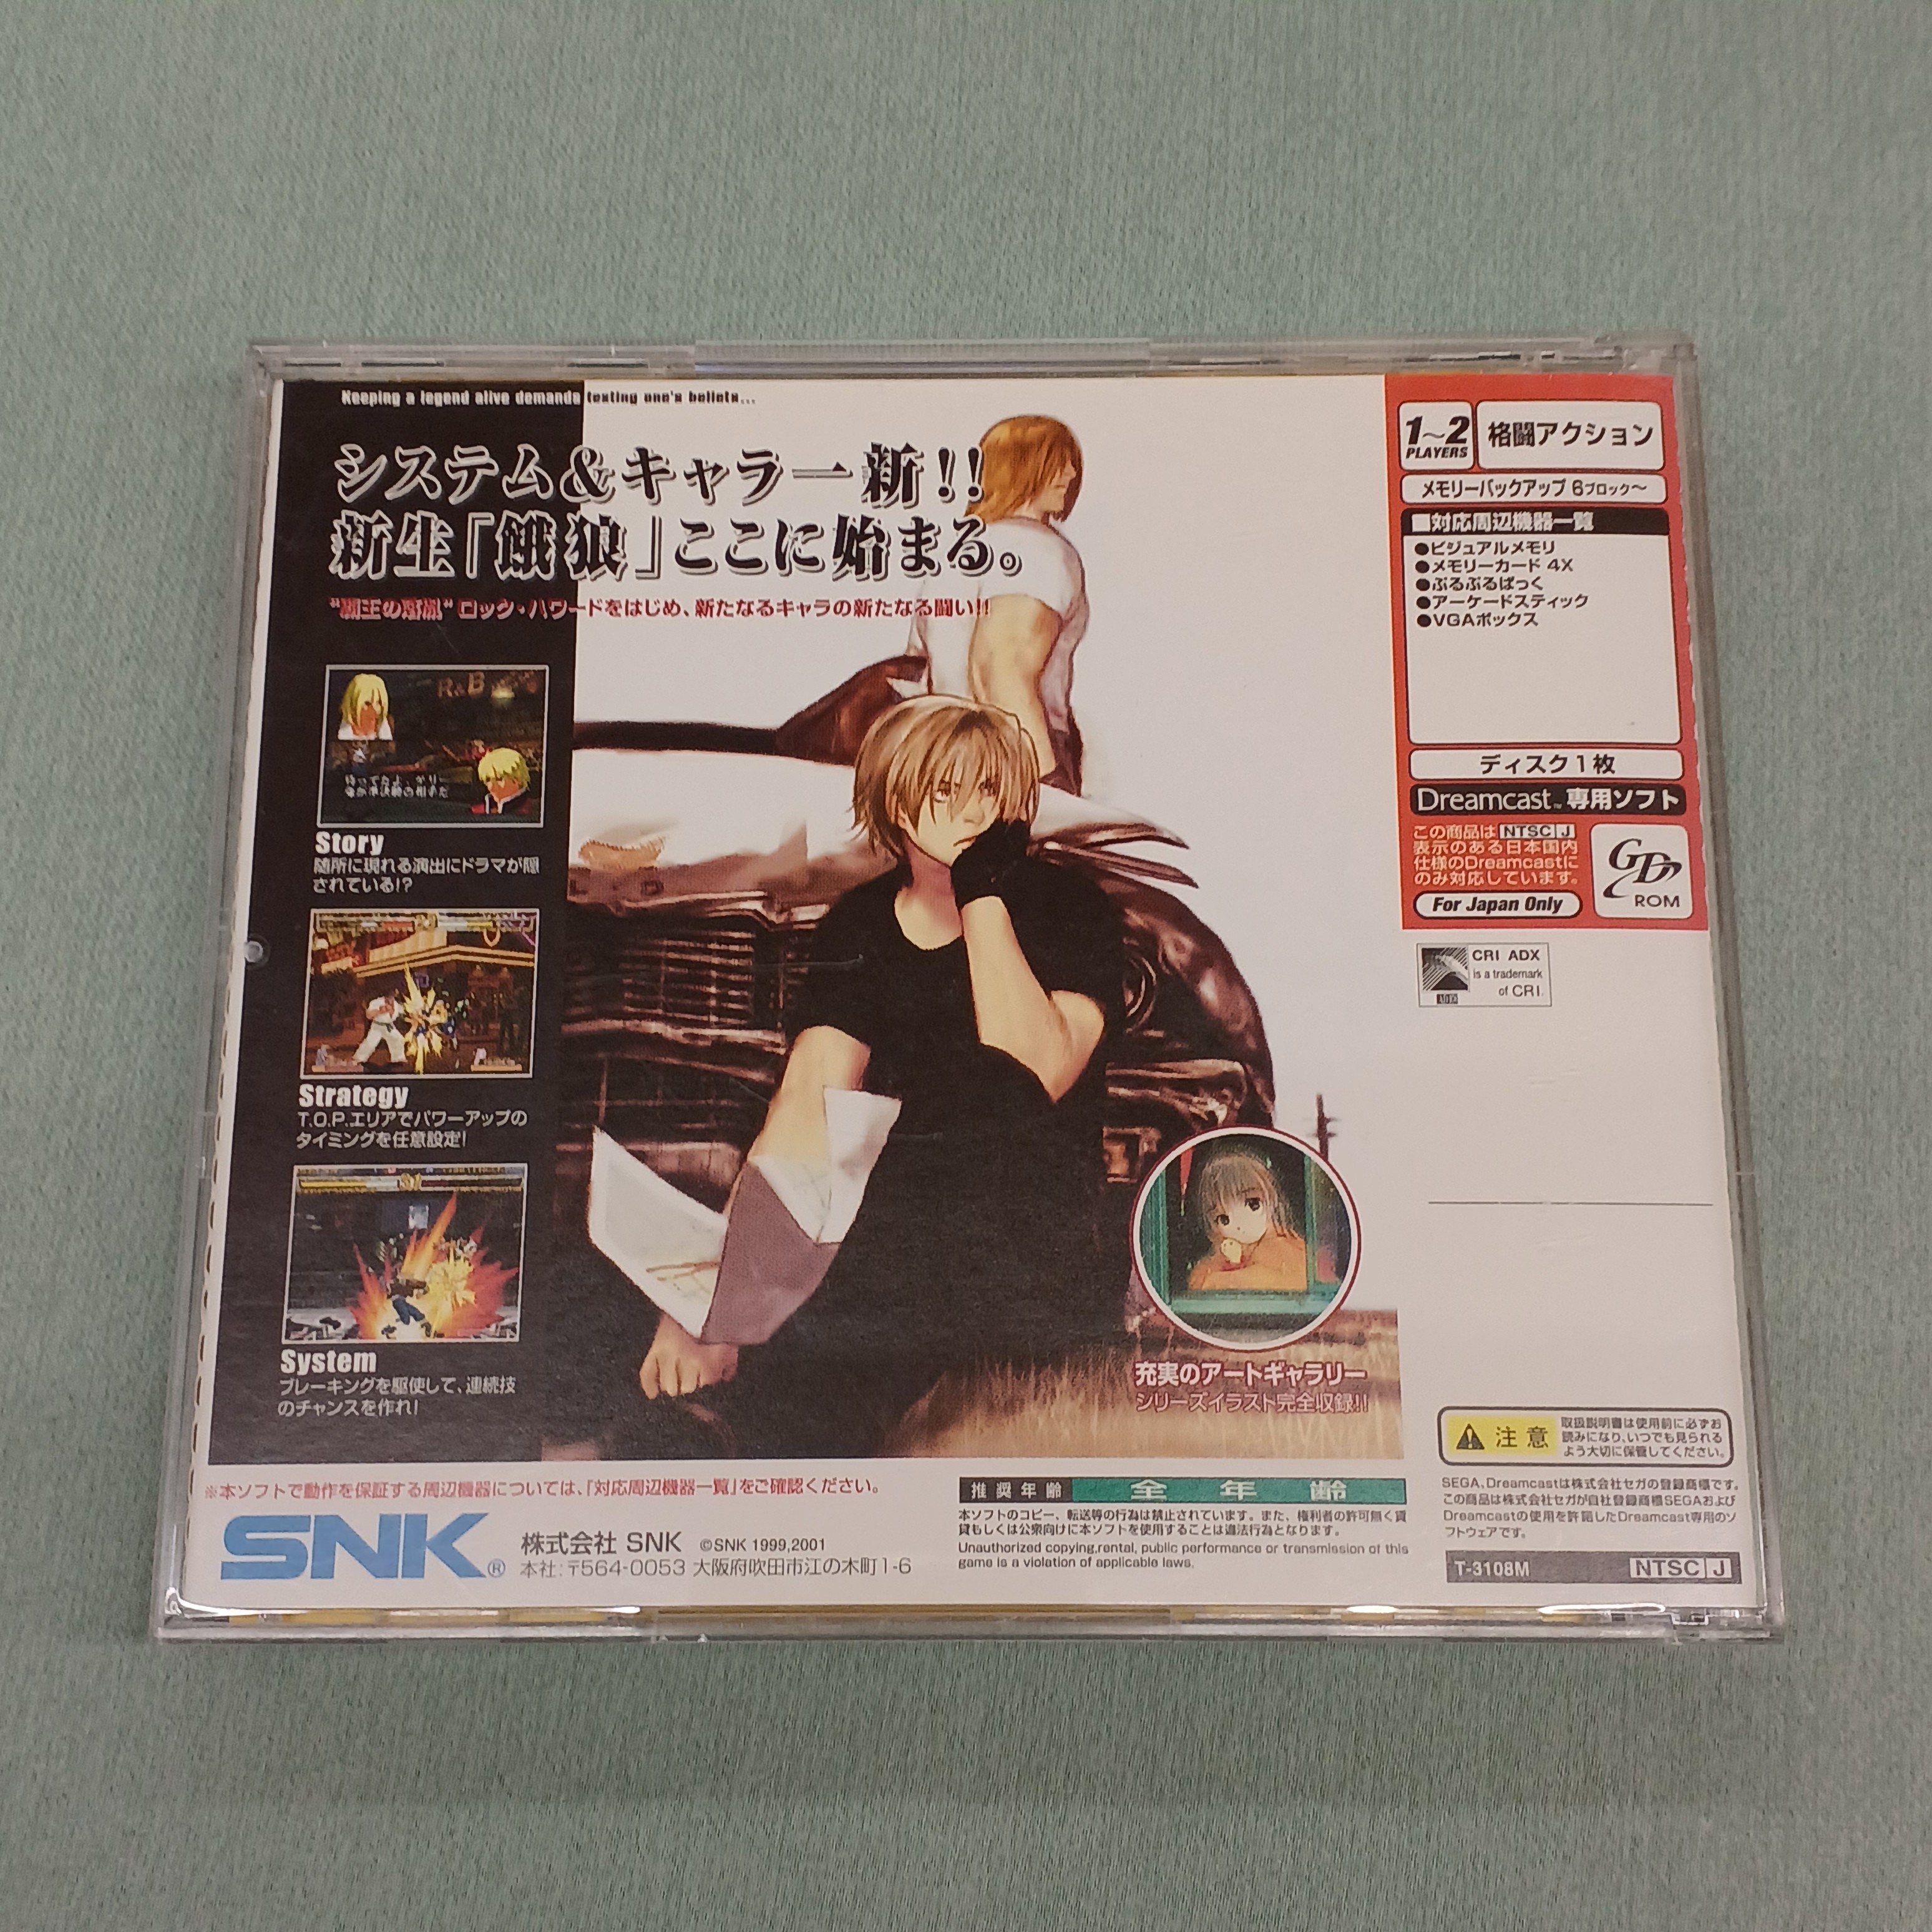 Keeping a legend alive demands testing one's beliefs...
システム&キャラ一新!!
新生「餓狼」ここに始まる。
ロック・ハワードをはじめ、新たなるキャラの新たなる闘い!!
R&B
Story
随所に現れる演出にドラマが隠
されている!?
Strategy
T.O.P.エリアでパワーアップの
タイミングを任意設定!
System
ブレーキングを駆使して、連続技
のチャンスを作れ!
充実のアートギャラリー
シリーズイラスト完全収録!!
1~2
PLAYERS
格闘アクション
メモリーバックアップ 6ブロック~
■対応周辺機器一覧
●ビジュアルメモリ
●メモリーカード 4X
●ぷるぷるぱっく
●アーケードスティック
●VGAボックス
ディスク1枚
Dreamcast™ 専用ソフト
この商品は NTSC J
表示のある日本国内
仕様のDreamcastに
のみ対応しています。
For Japan Only
GD
ROM
CRI ADX
is a trademark
of CRI.
ADX
注意
取扱説明書は使用前に必ずお
読みになり、いつでも見られる
よう大切に保管してください。
SEGA、Dreamcastは株式会社セガの登録商標です。
この商品は株式会社セガが自社登録商標SEGAおよび
Dreamcastの使用を許諾したDreamcast専用のソ
フトウェアです。
T-3108M
NTSC J
※本ソフトで動作を保証する周辺機器については、「対応周辺機器一覧」をご確認ください。
SNK®
株式会社 SNK ©SNK 1999,2001
本社:〒564-0053 大阪府吹田市江の木町1-6
推奨年齢 全年齢
本ソフトのコピー、転送等の行為は禁止されています。また、権利者の許可無く賃
貸もしくは公衆向けに本ソフトを使用することは違法行為となります。
Unauthorized copying,rental, public performance or transmission of this
game is a violation of applicable laws.